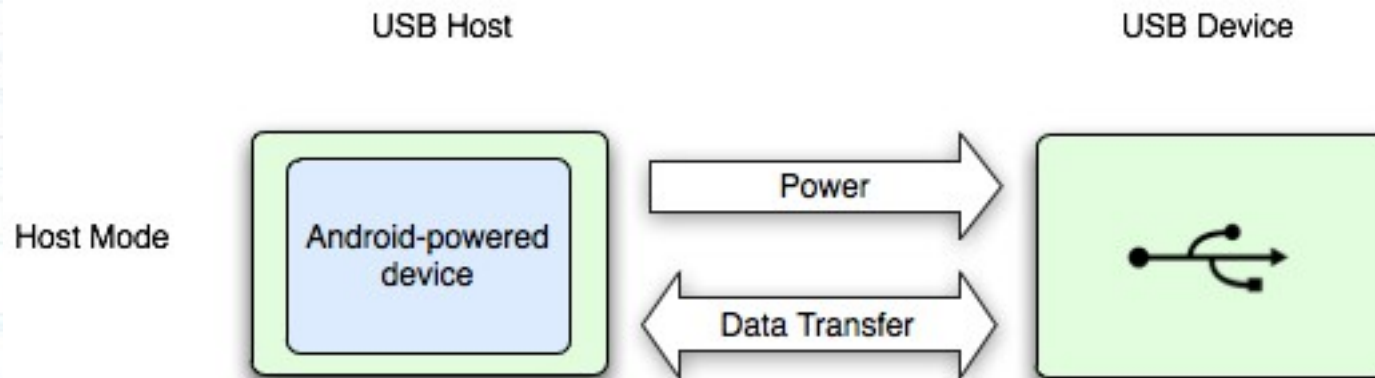 USB Host
USB Device
Host Mode
Android-powered
device
Power
Data Transfer